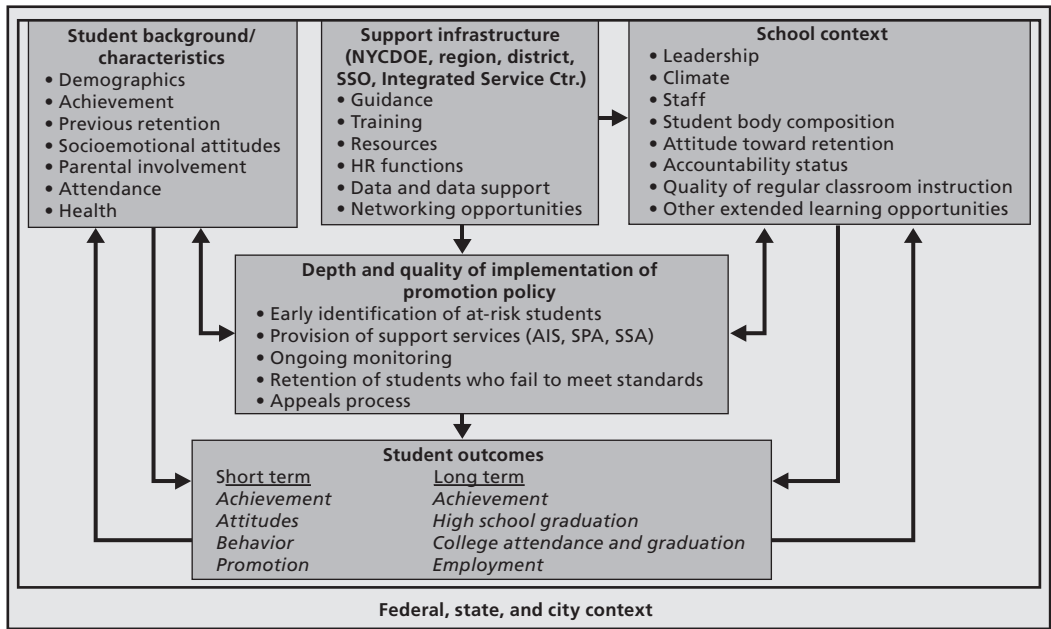 Student background/
characteristics
• Demographics
• Achievement
• Previous retention
• Socioemotional attitudes
• Parental involvement
• Attendance
• Health
Support infrastructure
(NYCDOE, region, district,
SSO, Integrated Service Ctr.)
• Guidance
• Training
• Resources
• HR functions
• Data and data support
• Networking opportunities
School context
• Leadership
• Climate
• Staff
• Student body composition
• Attitude toward retention
• Accountability status
• Quality of regular classroom instruction
• Other extended learning opportunities
Depth and quality of implementation of
promotion policy
• Early identification of at-risk students
• Provision of support services (AIS, SPA, SSA)
• Ongoing monitoring
• Retention of students who fail to meet standards
• Appeals process
Student outcomes
Short term
Achievement
Attitudes
Behavior
Promotion
Long term
Achievement
High school graduation
College attendance and graduation
Employment
Federal, state, and city context